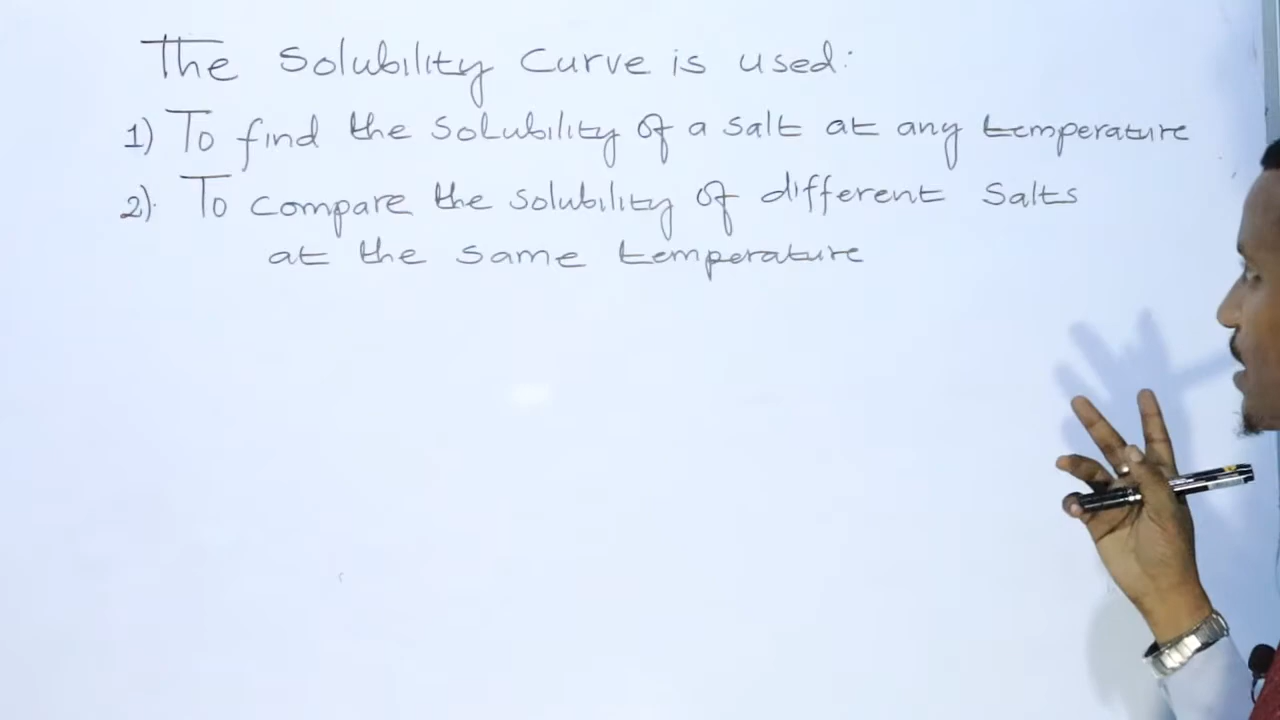 The Solubility Curve is used:
1) To find the solubility of a salt at any temperature
2). To compare the solubility of different salts
at the same temperature